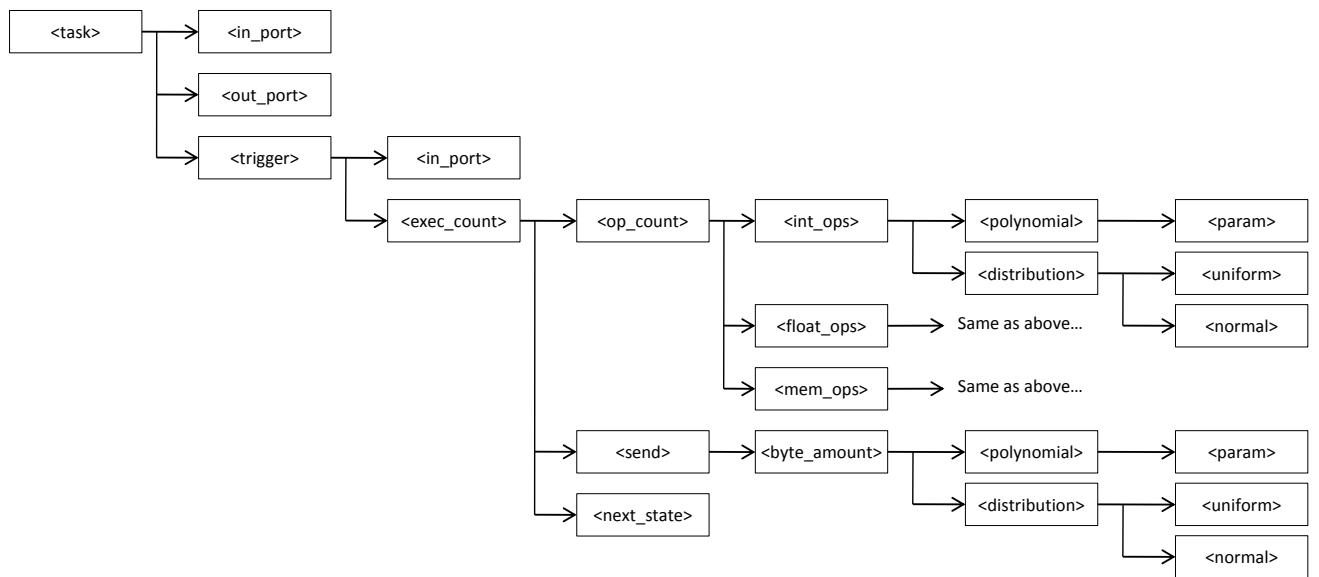 <task>
<in_port>
<out_port>
<trigger>
<in_port>
<exec_count>
<op_count>
<int_ops>
<polynomial>
<param>
<distribution>
<uniform>
<float_ops>
Same as above...
<normal>
<mem_ops>
Same as above...
<send>
<byte_amount>
<polynomial>
<param>
<next_state>
<distribution>
<uniform>
<normal>